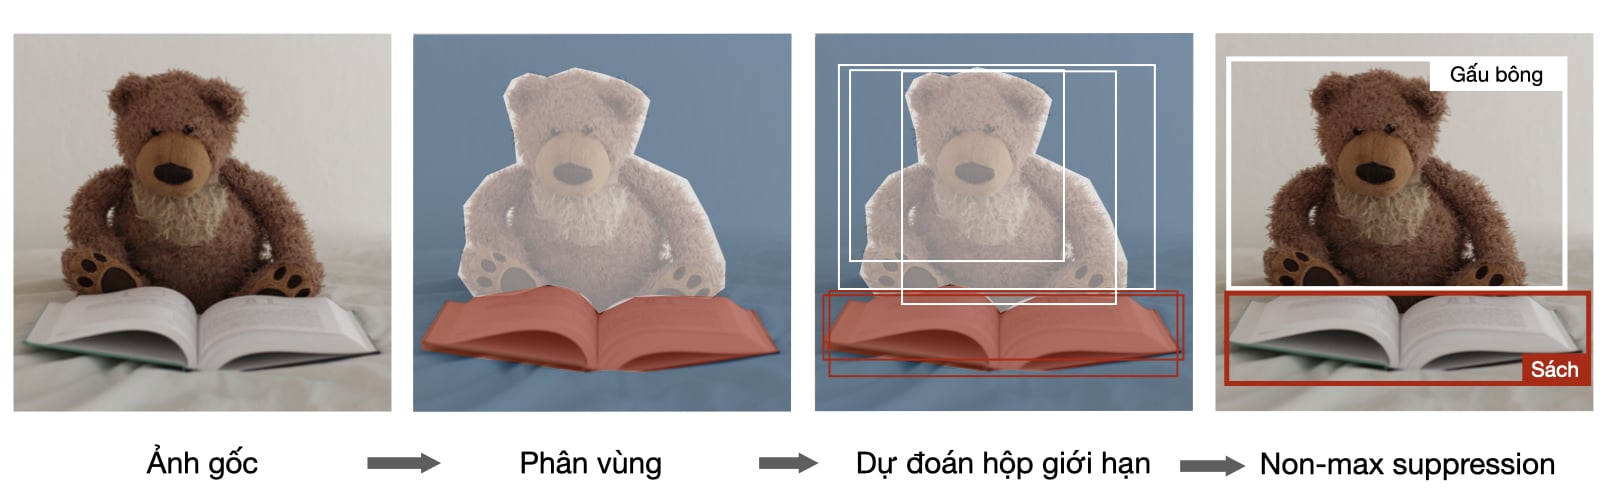 Gấu bông
Sách
Ảnh gốc
Phân vùng
Dự đoán hộp giới hạn
Non-max suppression